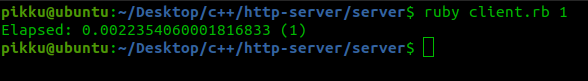 pikku@ubuntu:~/Desktop/c++/http-server/server$ ruby client.rb 1
Elapsed: 0.0022354060001816833 (1)
pikku@ubuntu:~/Desktop/c++/http-server/server$